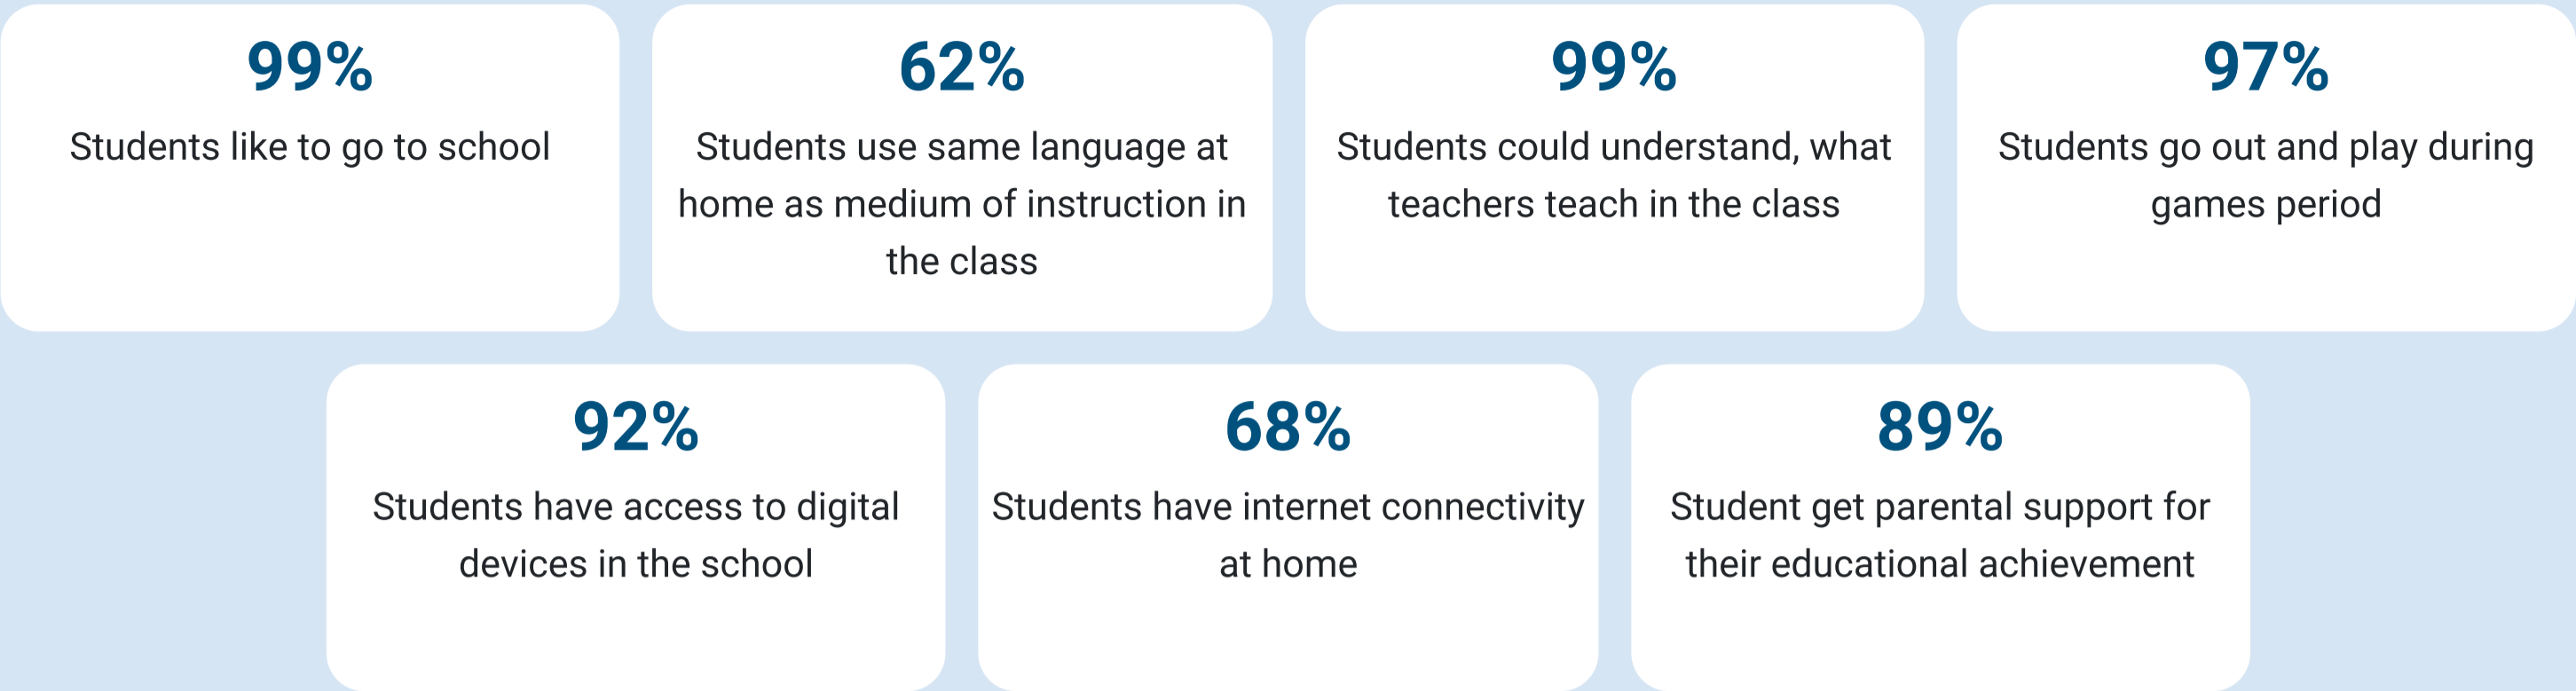 99%
Students like to go to school
62%
Students use same language at
home as medium of instruction in
the class
99%
Students could understand, what
teachers teach in the class
97%
Students go out and play during
games period
92%
Students have access to digital
devices in the school
68%
Students have internet connectivity
at home
89%
Student get parental support for
their educational achievement